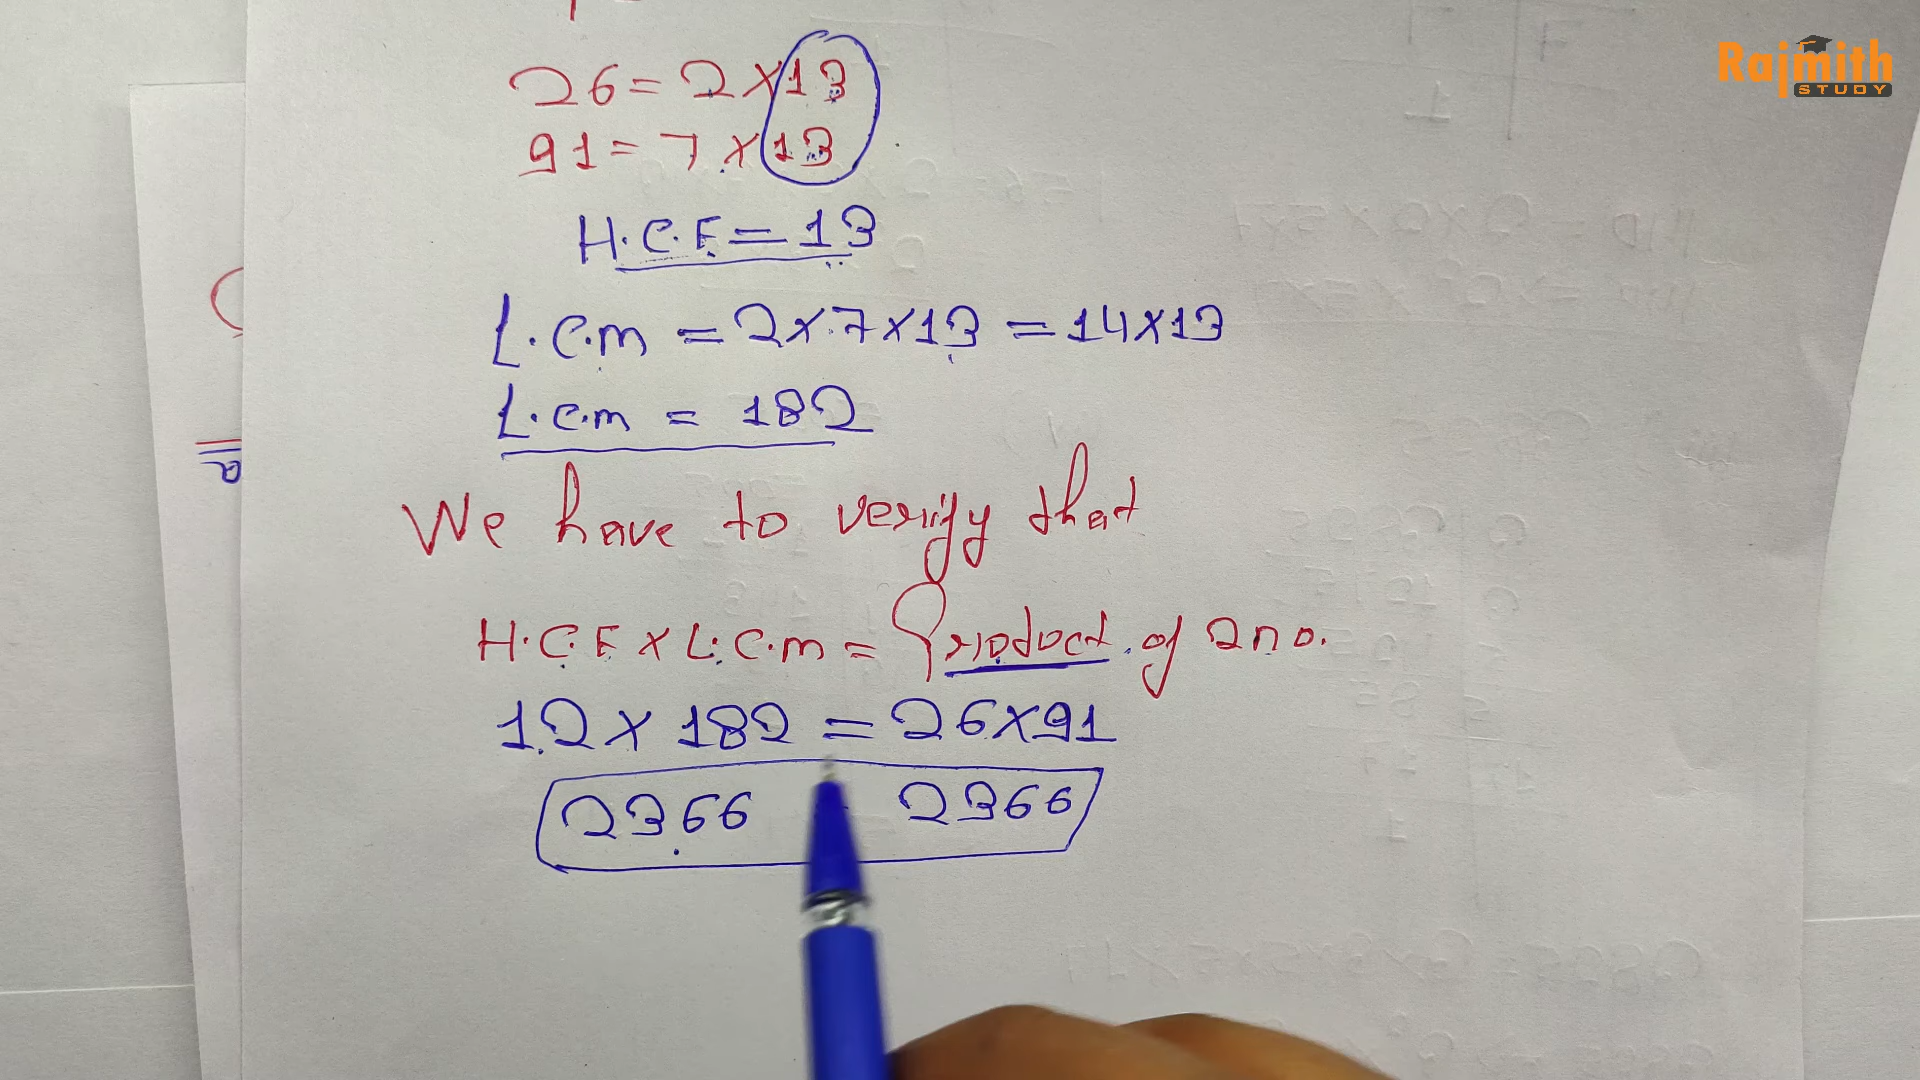 Rajmith
STUDY
26 = 2 × 13
91 = 7 × 13
H.C.F = 13
L.C.m = 2 × 7 × 13 = 14 × 13
L.C.m = 182
We have to verify that
H.C.F × L.C.m = Product of 2 no.
12 × 182 = 26 × 91
2366 2366